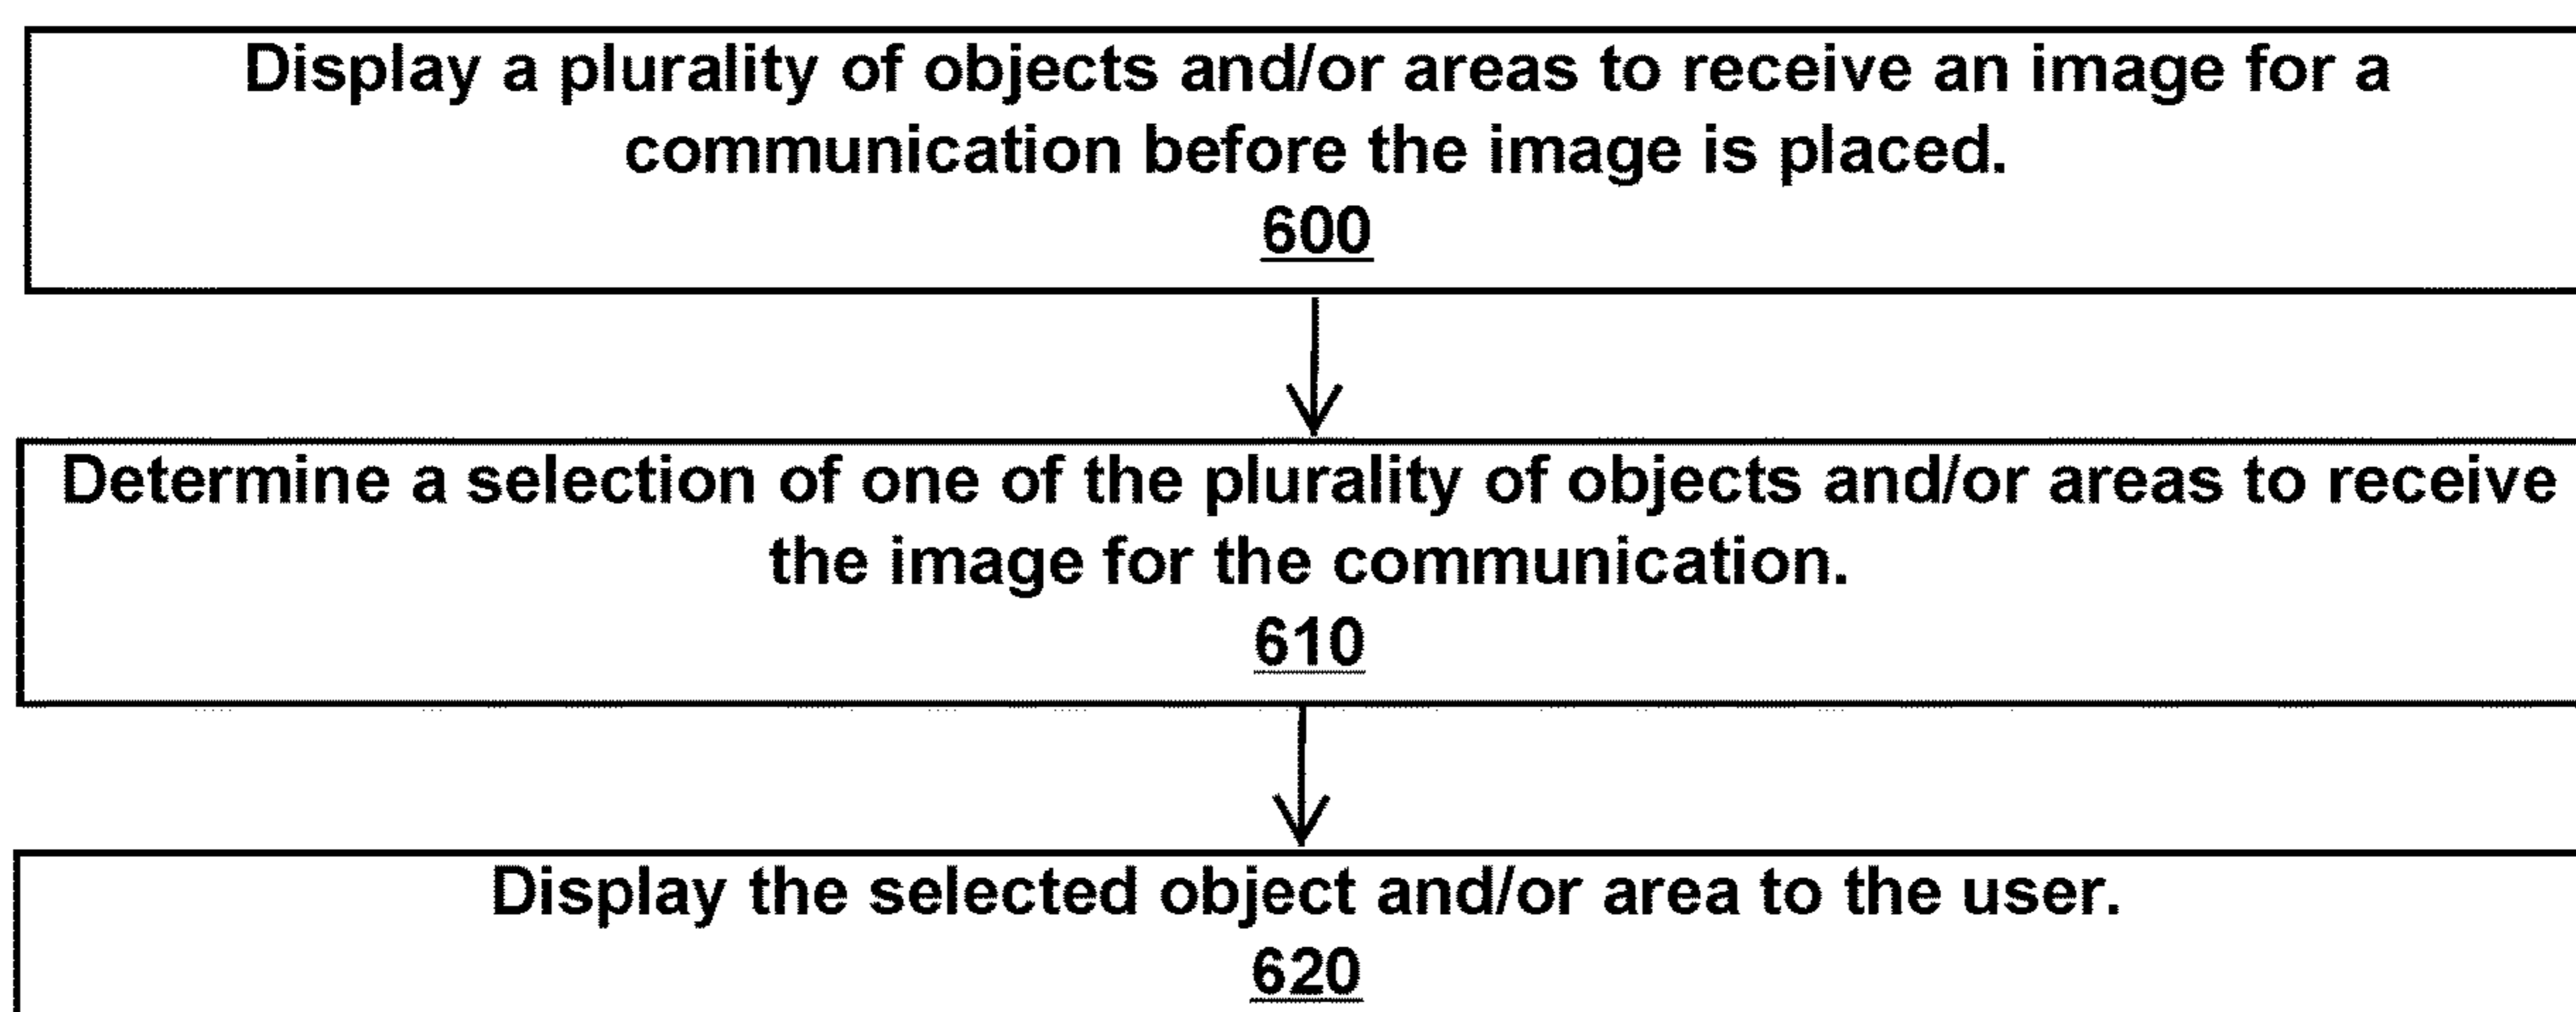 Display a plurality of objects and/or areas to receive an image for a
communication before the image is placed.
600
Determine a selection of one of the plurality of objects and/or areas to receive
the image for the communication.
610
Display the selected object and/or area to the user.
620